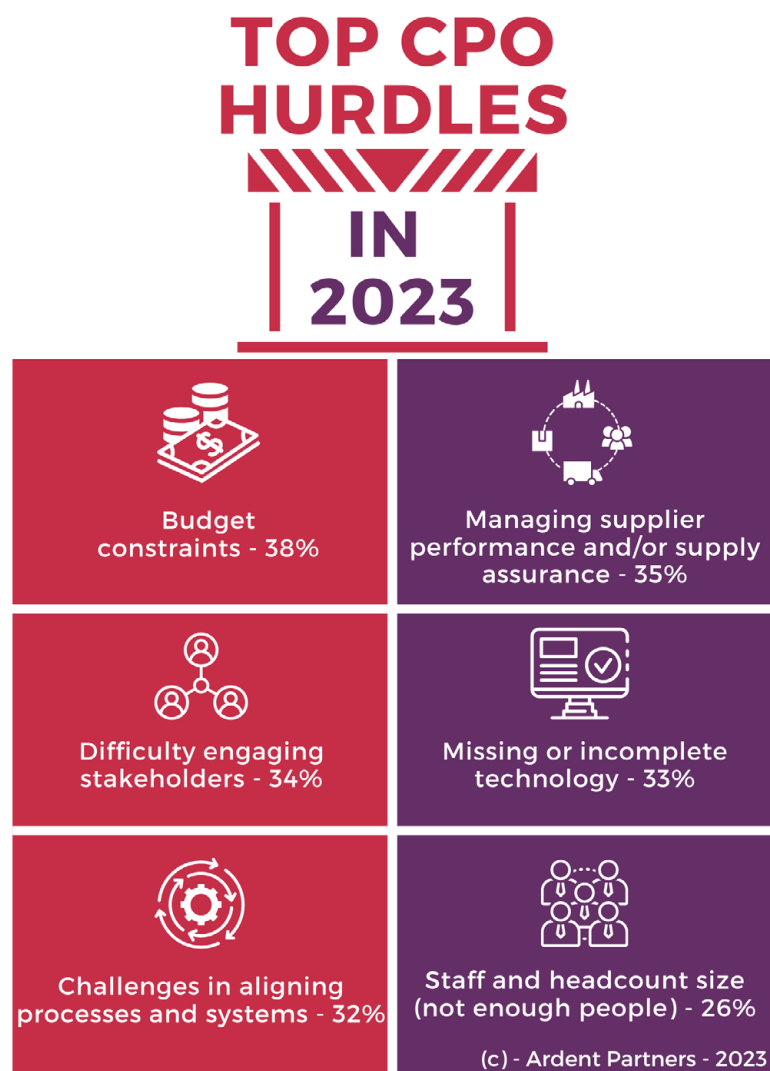 TOP CPO
HURDLES
IN
2023
Budget
constraints - 38%
Managing supplier
performance and/or supply
assurance - 35%
Difficulty engaging
stakeholders - 34%
Missing or incomplete
technology - 33%
Challenges in aligning
processes and systems - 32%
Staff and headcount size
(not enough people) - 26%
(c) - Ardent Partners - 2023